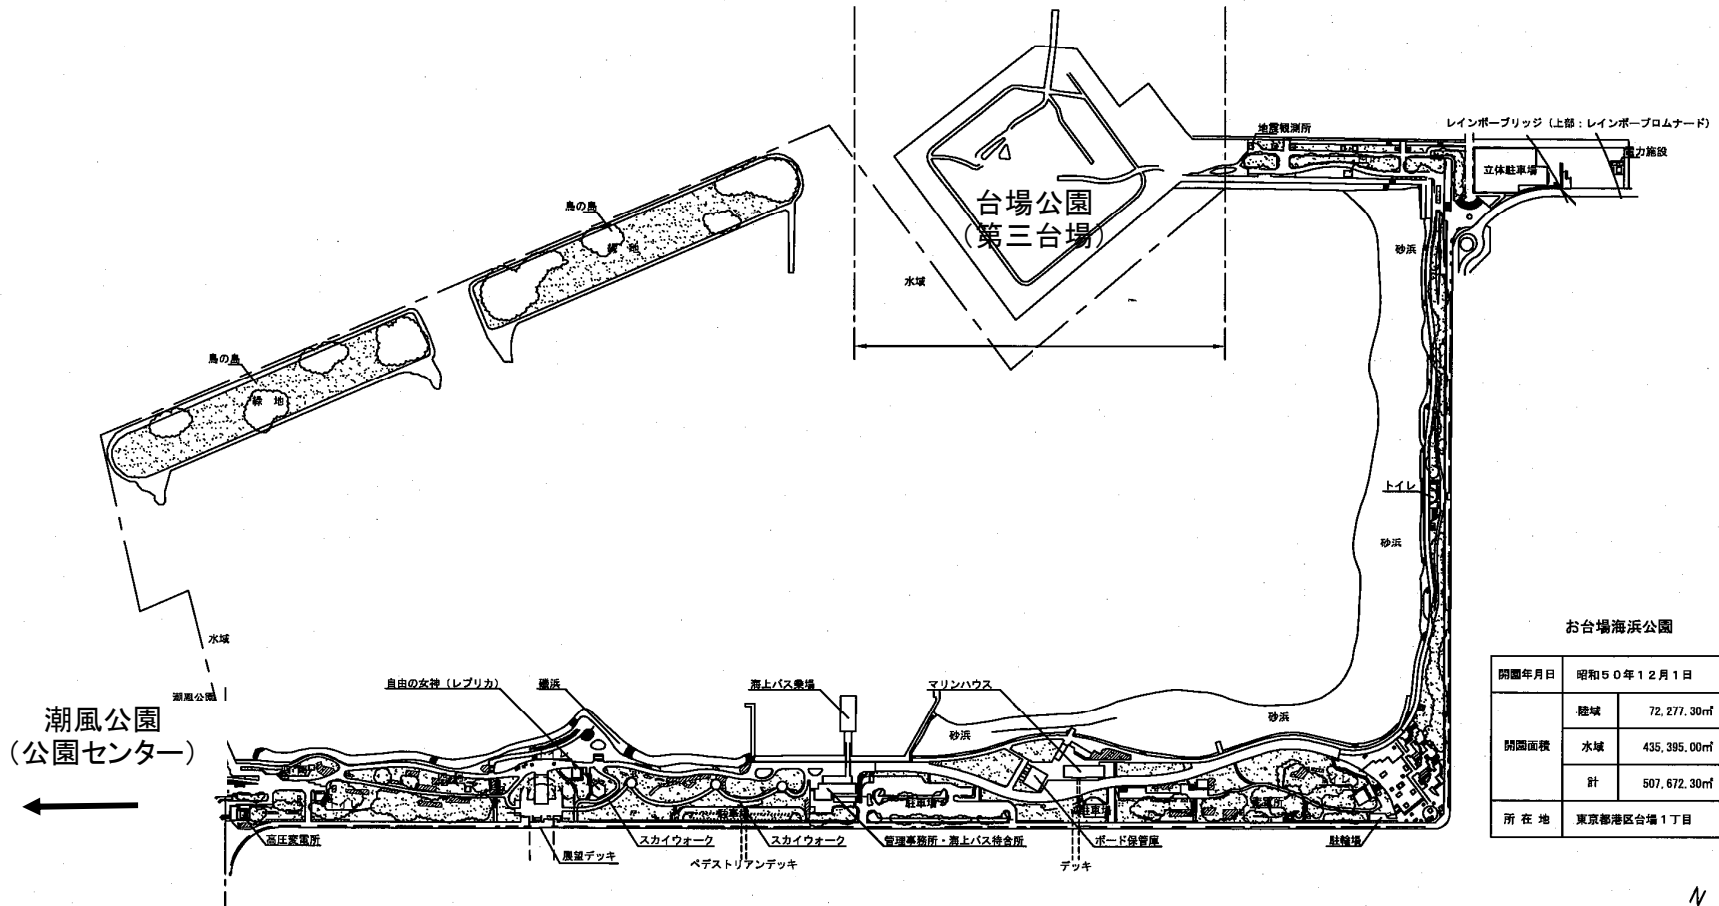 地震観測所
レインボーブリッジ（上部：レインボープロムナード）
立体駐車場
電力施設
鳥の島
緑 地
台場公園
（第三台場）
水域
砂浜
鳥の島
緑 地
トイレ
砂浜
水域
潮風公園
潮風公園
（公園センター）
自由の女神（レプリカ）
磯浜
海上バス乗場
マリンハウス
砂浜
砂浜
駐車場
駐車場
高圧変電所
展望デッキ
スカイウォーク
ペデストリアンデッキ
スカイウォーク
管理事務所・海上バス待合所
デッキ
ボード保管庫
駐輪場
お台場海浜公園
開園年月日 昭和５０年１２月１日
開園面積 陸域 72,277.30㎡
水域 435,395.00㎡
計 507,672.30㎡
所 在 地 東京都港区台場１丁目
N